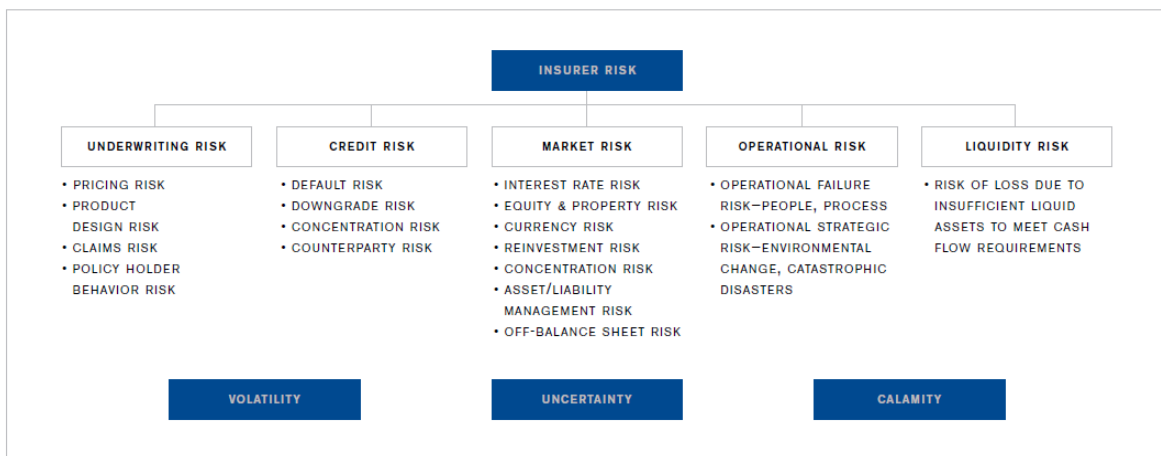 INSURER RISK
UNDERWRITING RISK
• PRICING RISK
• PRODUCT
DESIGN RISK
• CLAIMS RISK
• POLICY HOLDER
BEHAVIOR RISK
CREDIT RISK
• DEFAULT RISK
• DOWNGRADE RISK
• CONCENTRATION RISK
• COUNTERPARTY RISK
MARKET RISK
• INTEREST RATE RISK
• EQUITY & PROPERTY RISK
• CURRENCY RISK
• REINVESTMENT RISK
• CONCENTRATION RISK
• ASSET/LIABILITY
MANAGEMENT RISK
• OFF-BALANCE SHEET RISK
OPERATIONAL RISK
• OPERATIONAL FAILURE
RISK—PEOPLE, PROCESS
• OPERATIONAL STRATEGIC
RISK—ENVIRONMENTAL
CHANGE, CATASTROPHIC
DISASTERS
LIQUIDITY RISK
• RISK OF LOSS DUE TO
INSUFFICIENT LIQUID
ASSETS TO MEET CASH
FLOW REQUIREMENTS
VOLATILITY
UNCERTAINTY
CALAMITY